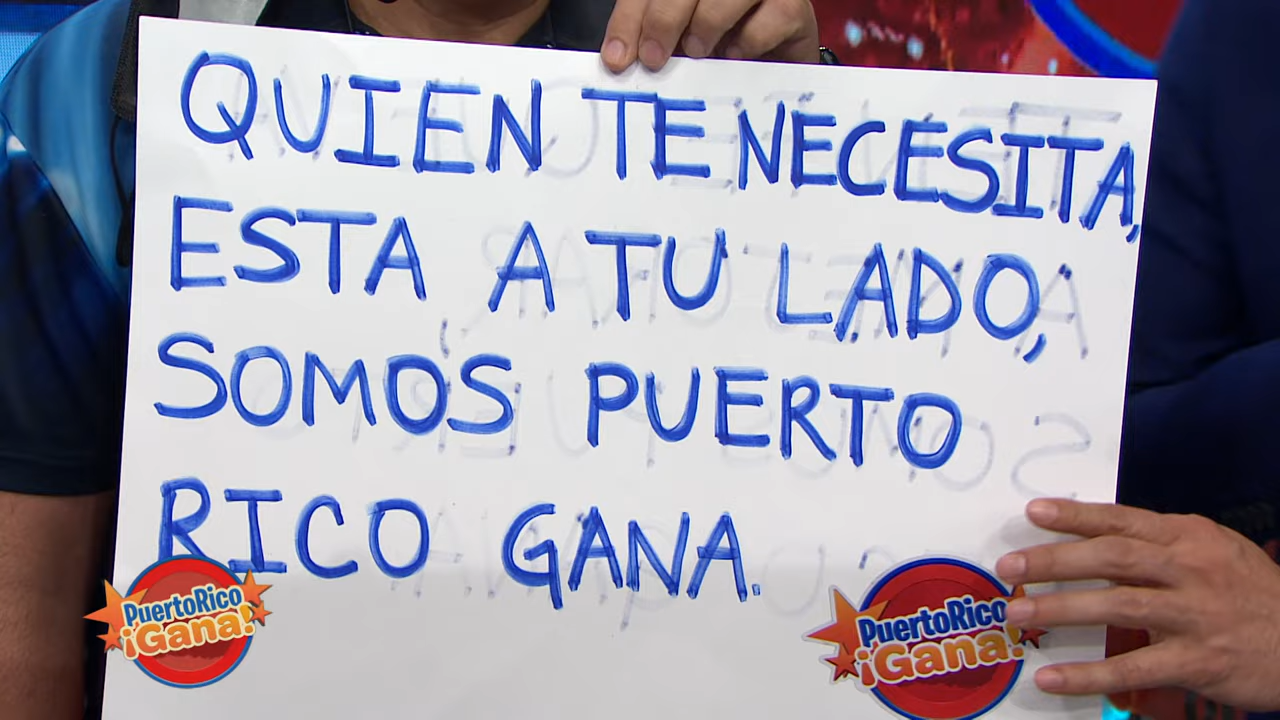 QUIEN TE NECESITA,
ESTA A TU LADO,
SOMOS PUERTO
RICO GANA.
PuertoRico
¡Gana!
PuertoRico
¡Gana!